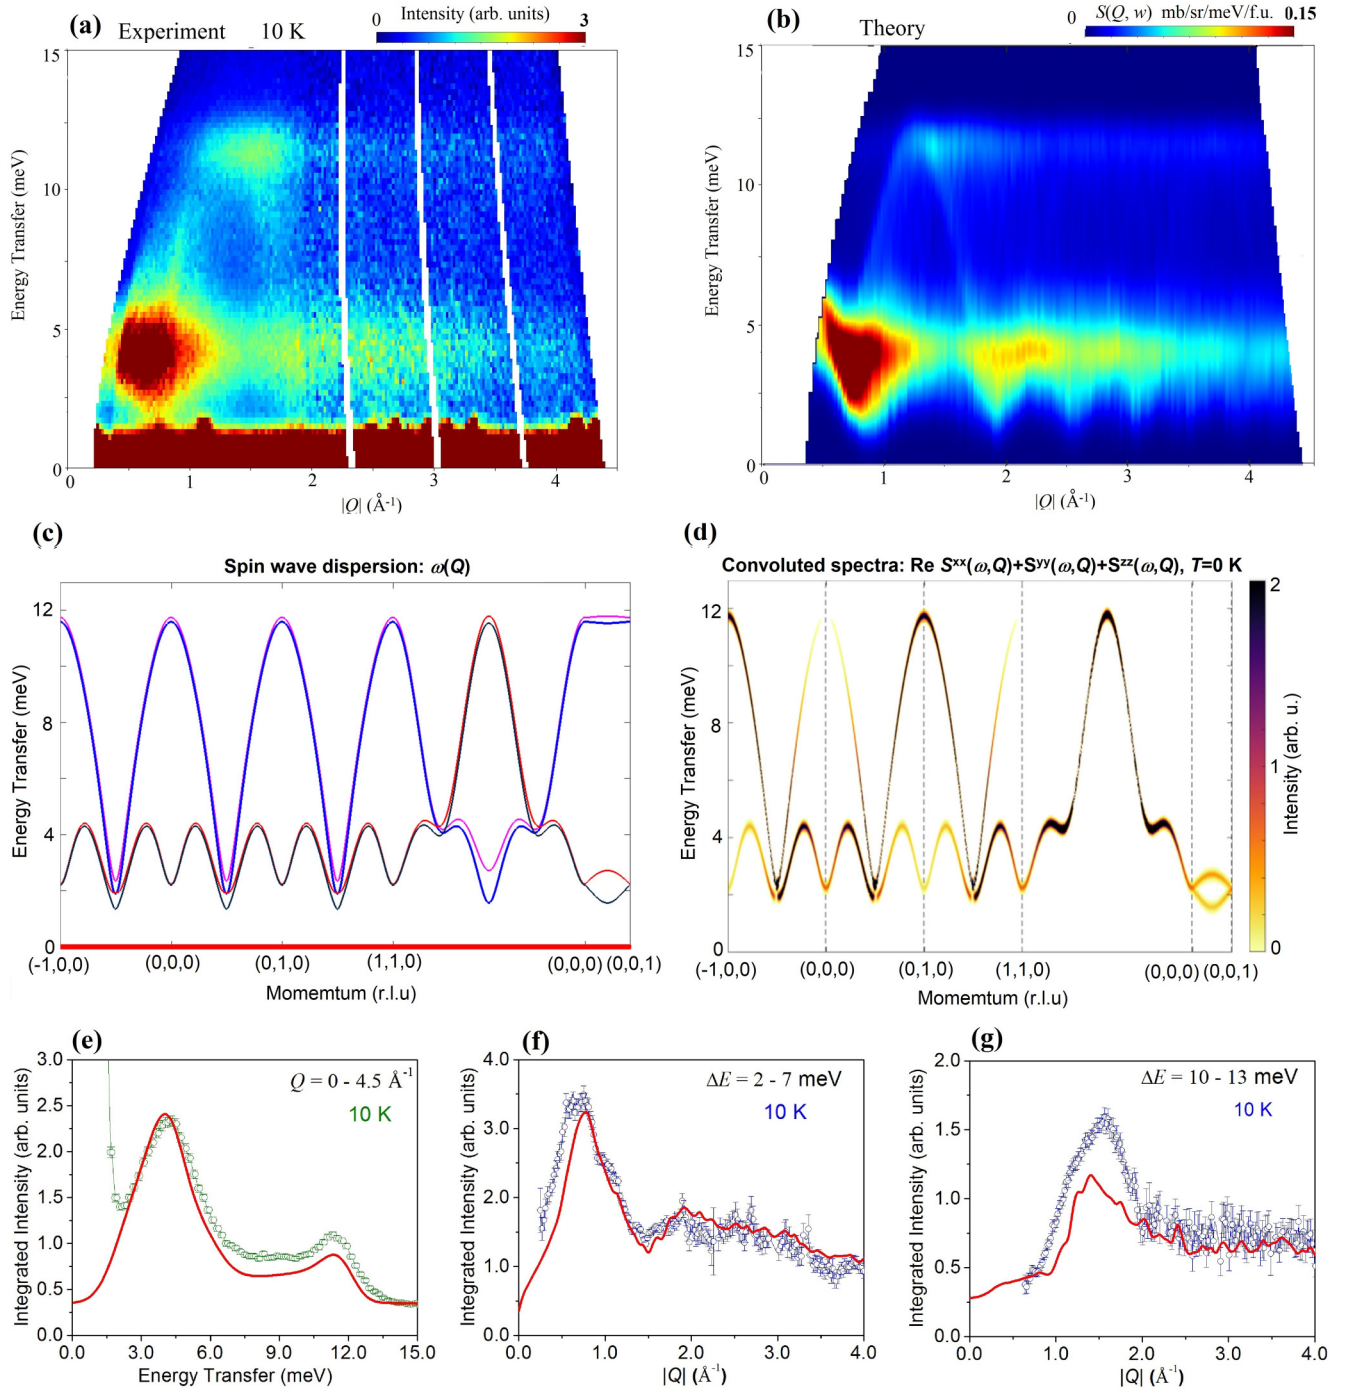 (a) Experiment 10 K
0 Intensity (arb. units) 3
15
10
5
0
Energy Transfer (meV)
0 1 2 3 4
|Q| (Å⁻¹)
(b) Theory
0 S(Q, w) mb/sr/meV/f.u. 0.15
15
10
5
0
Energy Transfer (meV)
0 1 2 3 4
|Q| (Å⁻¹)
(c)
Spin wave dispersion: ω(Q)
12
8
4
0
Energy Transfer (meV)
(-1,0,0) (0,0,0) (0,1,0) (1,1,0) (0,0,0) (0,0,1)
Momemtum (r.l.u)
(d)
Convoluted spectra: Re Sˣˣ(ω,Q)+Sʸʸ(ω,Q)+Sᶻᶻ(ω,Q), T=0 K
12
8
4
0
Energy Transfer (meV)
(-1,0,0) (0,0,0) (0,1,0) (1,1,0) (0,0,0) (0,0,1)
Momemtum (r.l.u)
2
1
0
Intensity (arb. u.)
(e)
Q = 0 - 4.5 Å⁻¹
10 K
3.0
2.5
2.0
1.5
1.0
0.5
0.0
Integrated Intensity (arb. units)
0.0 3.0 6.0 9.0 12.0 15.0
Energy Transfer (meV)
(f)
ΔE = 2 - 7 meV
10 K
4.0
3.0
2.0
1.0
0.0
Integrated Intensity (arb. units)
0.0 1.0 2.0 3.0 4.0
|Q| (Å⁻¹)
(g)
ΔE = 10 - 13 meV
10 K
2.0
1.5
1.0
0.5
0.0
Integrated Intensity (arb. units)
0.0 1.0 2.0 3.0 4.0
|Q| (Å⁻¹)